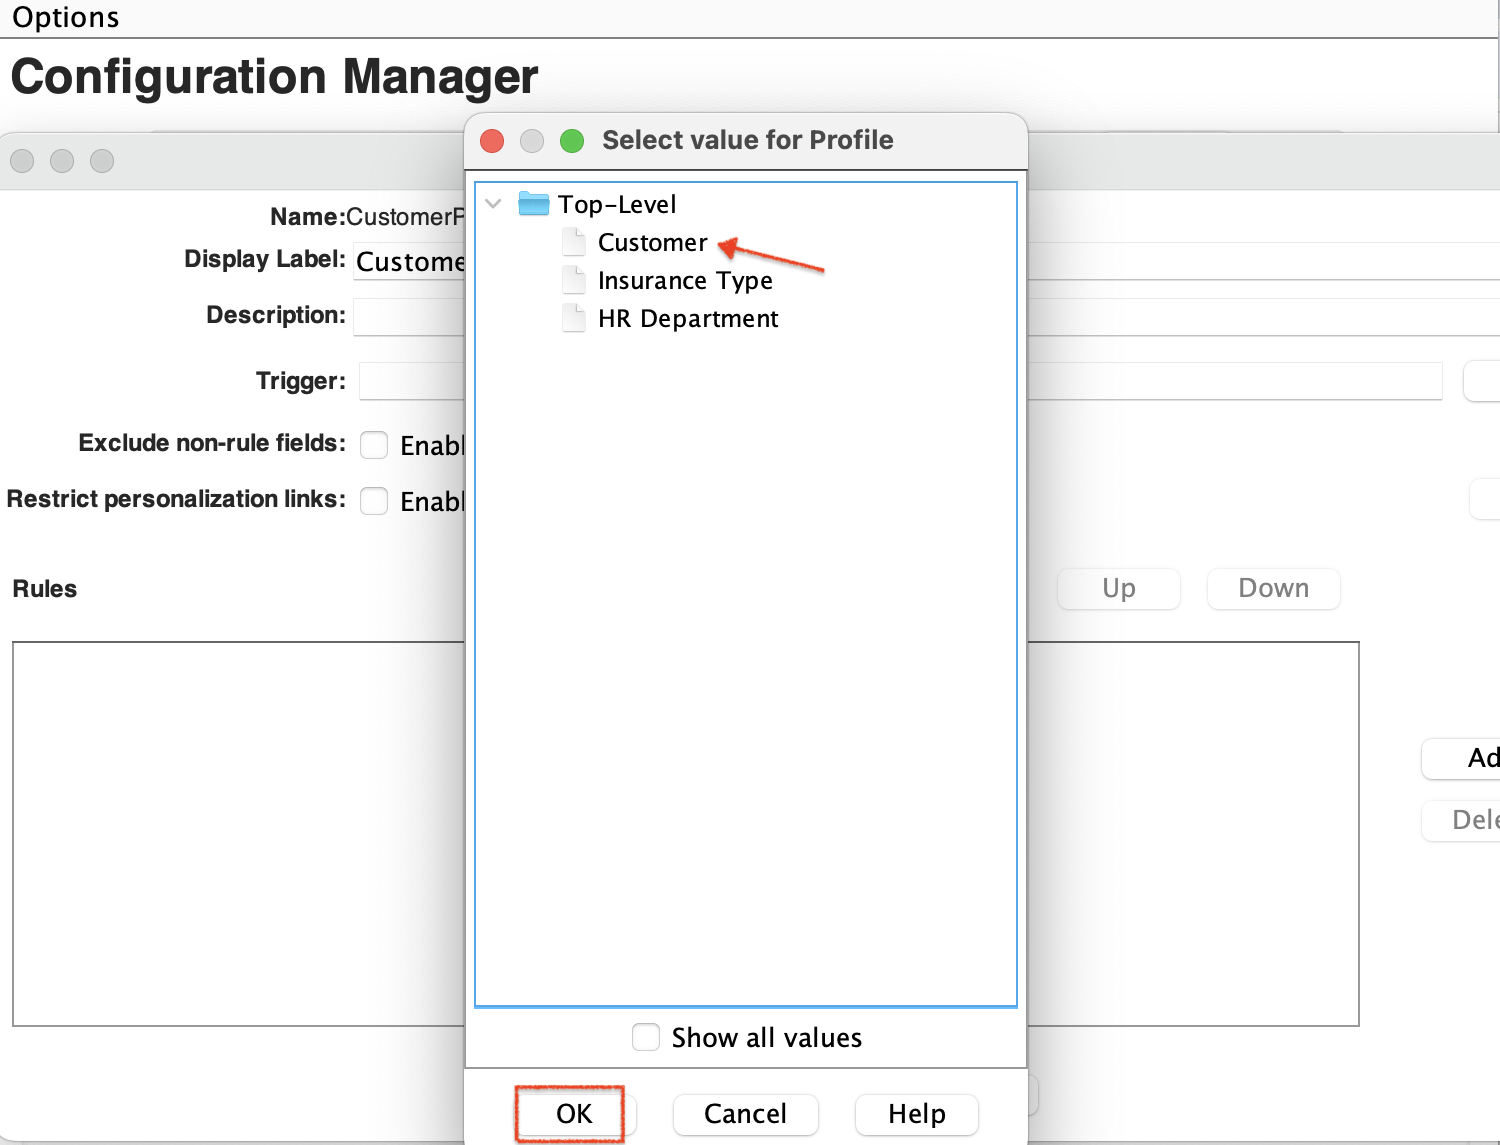 Options
Configuration Manager
Select value for Profile
Top-Level
Customer
Insurance Type
HR Department
Show all values
OK Cancel Help
Name:CustomerP
Display Label: Custome
Description:
Trigger:
Exclude non-rule fields: Enabl
Restrict personalization links: Enabl
Rules Up Down
Ad
Dele